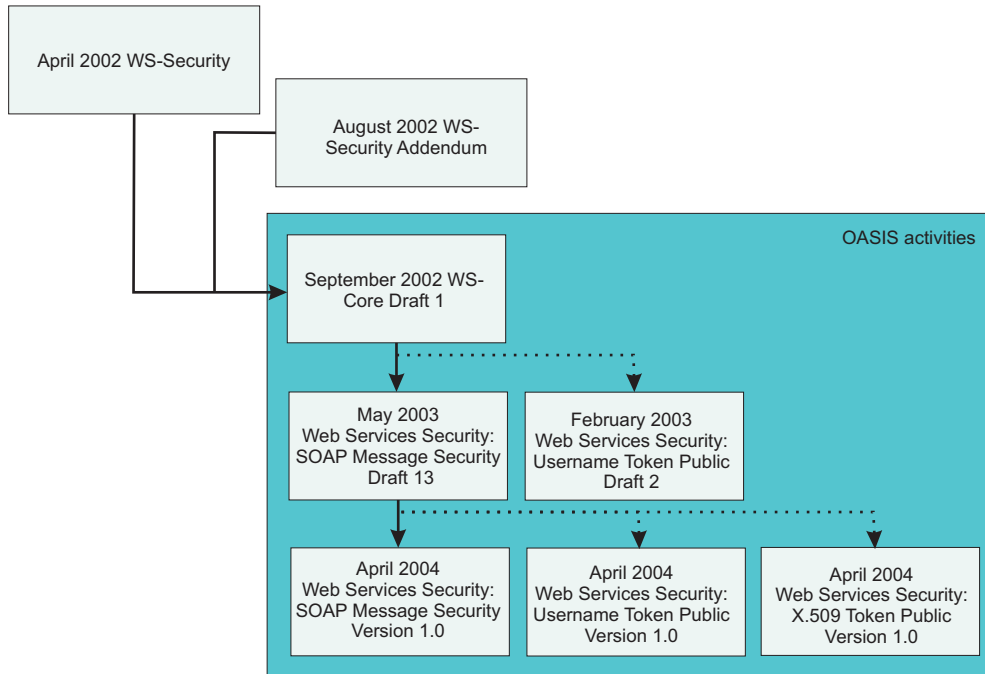 April 2002 WS-Security
August 2002 WS-
Security Addendum
OASIS activities
September 2002 WS-
Core Draft 1
May 2003
Web Services Security:
SOAP Message Security
Draft 13
February 2003
Web Services Security:
Username Token Public
Draft 2
April 2004
Web Services Security:
SOAP Message Security
Version 1.0
April 2004
Web Services Security:
Username Token Public
Version 1.0
April 2004
Web Services Security:
X.509 Token Public
Version 1.0